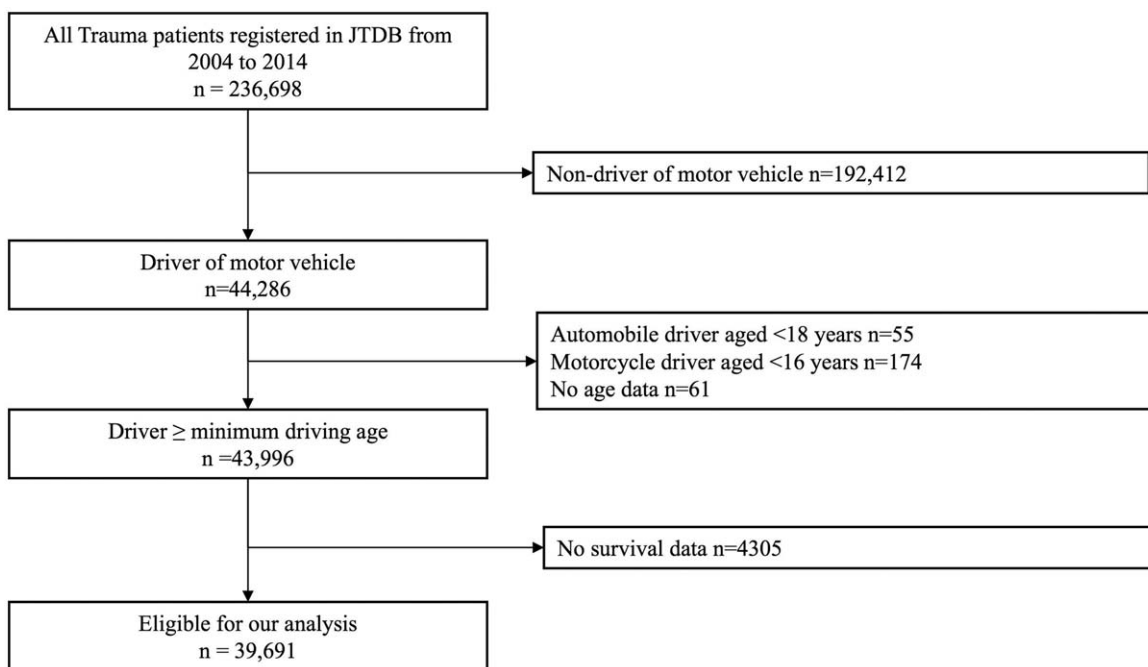 All Trauma patients registered in JTDB from
2004 to 2014
n = 236,698
Non-driver of motor vehicle n=192,412
Driver of motor vehicle
n=44,286
Automobile driver aged <18 years n=55
Motorcycle driver aged <16 years n=174
No age data n=61
Driver ≥ minimum driving age
n =43,996
No survival data n=4305
Eligible for our analysis
n = 39,691